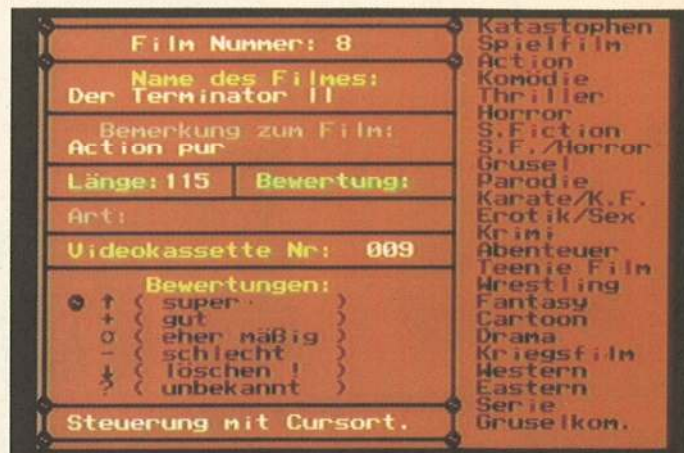 Film Nummer: 8
Name des Filmes:
Der Terminator II
Bemerkung zum Film:
Action pur
Länge:115 Bewertung:
Art:
Videokassette Nr: 009
Bewertungen:
↑ ( super )
+ ( gut )
o ( eher mäßig )
- ( schlecht )
↓ ( löschen ! )
? ( unbekannt )
Steuerung mit Cursort.
Katastophen
Spielfilm
Action
Komödie
Thriller
Horror
S.Fiction
S.F./Horror
Grusel
Parodie
Karate/K.F.
Erotik/Sex
Krimi
Abenteuer
Teenie Film
Wrestling
Fantasy
Cartoon
Drama
Kriegsfilm
Western
Eastern
Serie
Gruselkom.